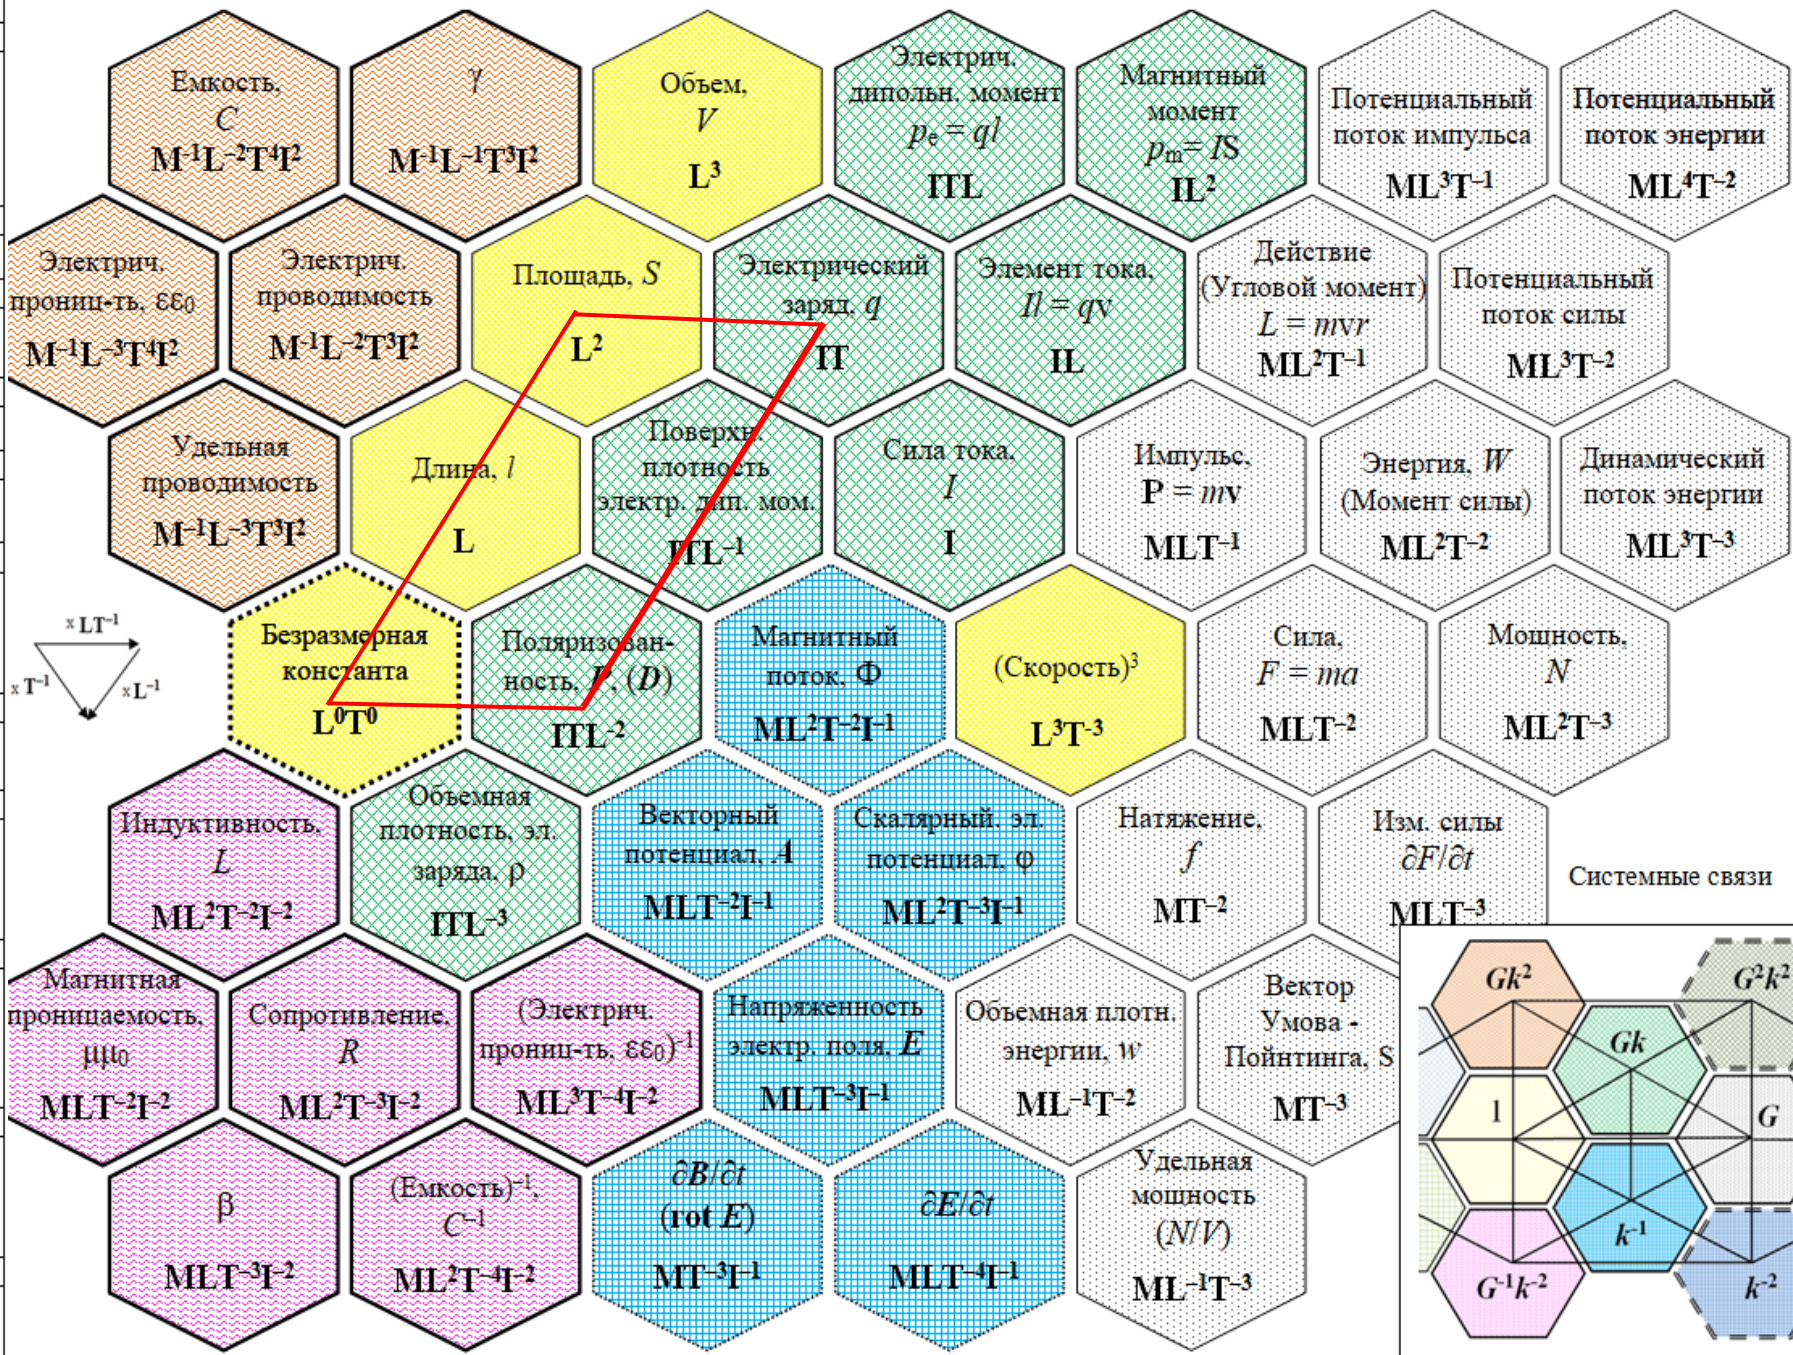 Емкость,
C
M⁻¹L⁻²T⁴I²
γ
M⁻¹L⁻¹T³I²
Объем,
V
L³
Электрич.
дипольн. момент
pₑ = ql
ITL
Магнитный
момент
pₘ= IS
IL²
Потенциальный
поток импульса
ML³T⁻¹
Потенциальный
поток энергии
ML⁴T⁻²
Электрич.
прониц-ть, εε₀
M⁻¹L⁻³T⁴I²
Электрич.
проводимость
M⁻¹L⁻²T³I²
Площадь, S
L²
Электрический
заряд, q
IT
Элемент тока,
Il = qv
IL
Действие
(Угловой момент)
L = mvr
ML²T⁻¹
Потенциальный
поток силы
ML³T⁻²
Удельная
проводимость
M⁻¹L⁻³T³I²
Длина, l
L
Поверхн.
плотность
электр. дип. мом.
ITL⁻¹
Сила тока,
I
I
Импульс,
P = mv
MLT⁻¹
Энергия, W
(Момент силы)
ML²T⁻²
Динамический
поток энергии
ML³T⁻³
x LT⁻¹
x T⁻¹
x L⁻¹
Безразмерная
константа
L⁰T⁰
Поляризован-
ность, P, (D)
ITL⁻²
Магнитный
поток, Φ
ML²T⁻²I⁻¹
(Скорость)³
L³T⁻³
Сила,
F = ma
MLT⁻²
Мощность,
N
ML²T⁻³
Индуктивность,
L
ML²T⁻²I⁻²
Объемная
плотность, эл.
заряда, ρ
ITL⁻³
Векторный
потенциал, A
MLT⁻²I⁻¹
Скалярный. эл.
потенциал, φ
ML²T⁻³I⁻¹
Натяжение,
f
MT⁻²
Изм. силы
∂F/∂t
MLT⁻³
Системные связи
Магнитная
проницаемость,
μμ₀
MLT⁻²I⁻²
Сопротивление,
R
ML²T⁻³I⁻²
(Электрич.
прониц-ть, εε₀)⁻¹
ML³T⁻⁴I⁻²
Напряженность
электр. поля, E
MLT⁻³I⁻¹
Объемная плотн.
энергии, w
ML⁻¹T⁻²
Вектор
Умова -
Пойнтинга, S
MT⁻³
β
MLT⁻³I⁻²
(Емкость)⁻¹,
C⁻¹
ML²T⁻⁴I⁻²
∂B/∂t
(rot E)
MT⁻³I⁻¹
∂E/∂t
MLT⁻⁴I⁻¹
Удельная
мощность
(N/V)
ML⁻¹T⁻³
Gk²
G²k²
Gk
1
G
k⁻¹
G⁻¹k⁻²
k⁻²